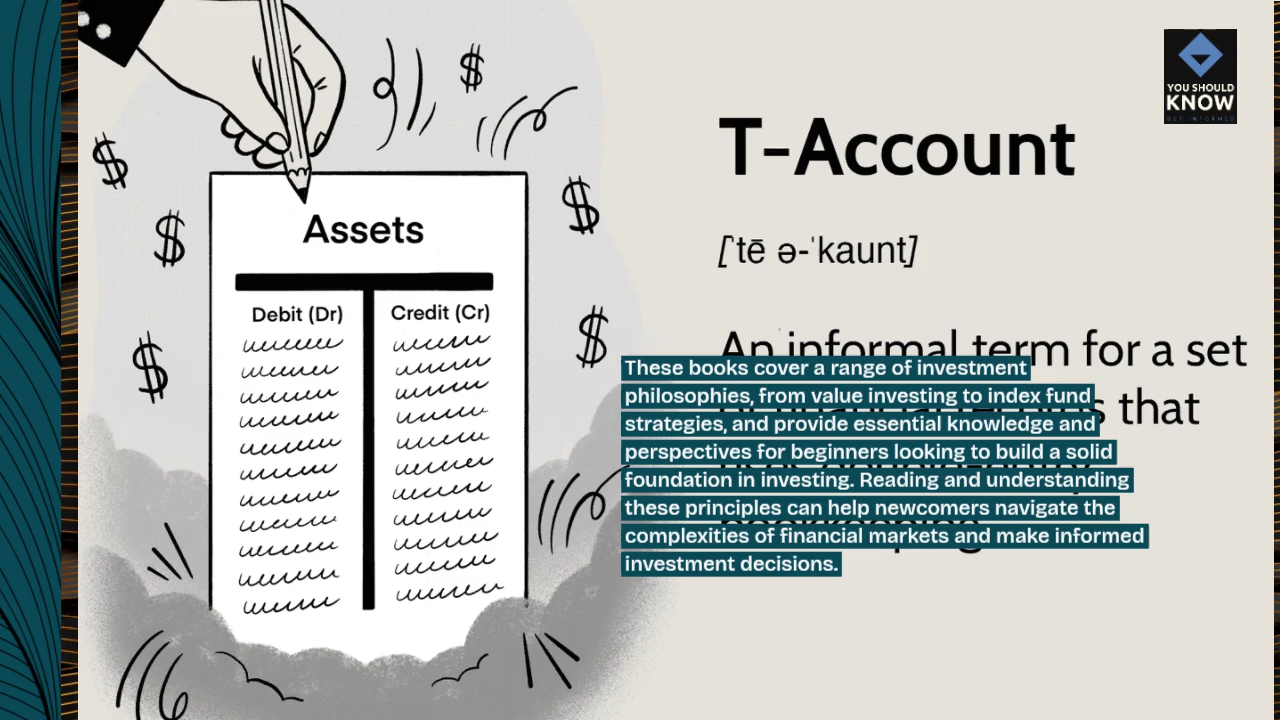 YOU SHOULD
KNOW
GET INFORMED
T-Account
[ˈtē ə-ˈkaunt]
Assets
Debit (Dr)
Credit (Cr)
$
$
$
$
$
$
An informal term for a set
that
These books cover a range of investment
philosophies, from value investing to index fund
strategies, and provide essential knowledge and
perspectives for beginners looking to build a solid
foundation in investing. Reading and understanding
these principles can help newcomers navigate the
complexities of financial markets and make informed
investment decisions.